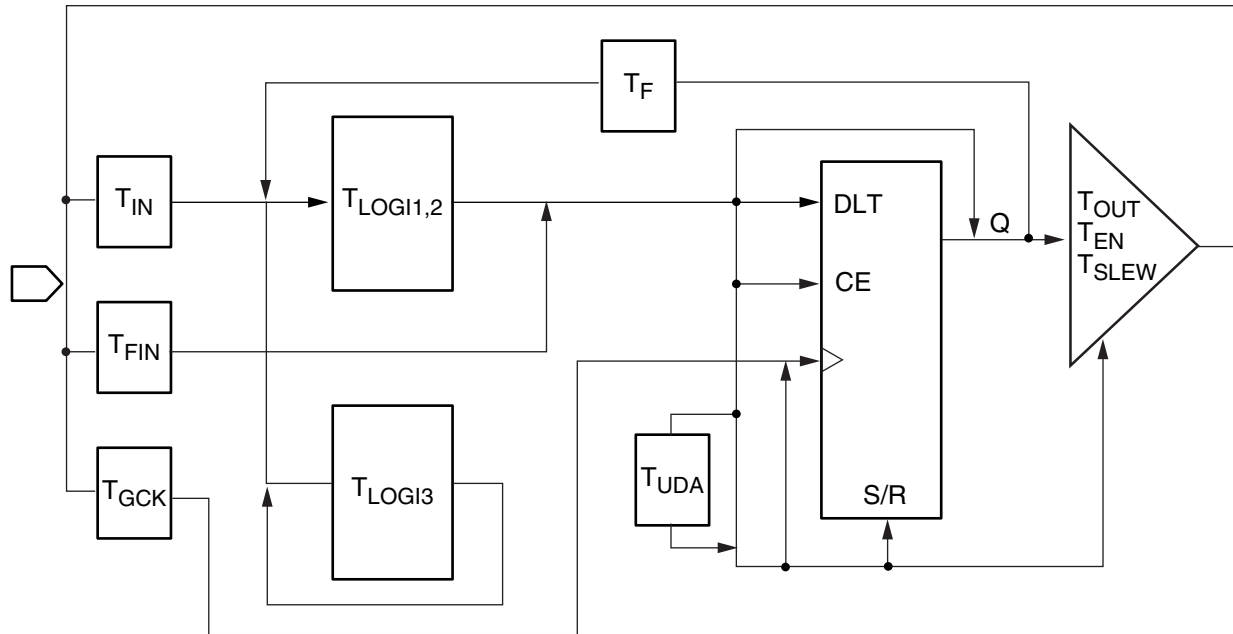 T_F
T_IN
T_LOGI1,2
DLT
Q
T_OUT
T_EN
T_SLEW
CE
T_FIN
T_GCK
T_LOGI3
T_UDA
S/R